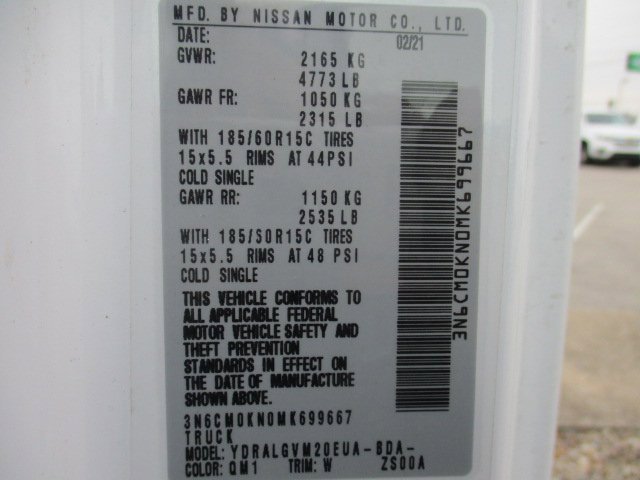 MFD. BY NISSAN MOTOR CO., LTD.
DATE: 02/21
GVWR: 2165 KG
4773 LB
GAWR FR: 1050 KG
2315 LB
WITH 185/60R15C TIRES
15x5.5 RIMS AT 44PSI
COLD SINGLE
GAWR RR: 1150 KG
2535 LB
WITH 185/60R15C TIRES
15x5.5 RIMS AT 48 PSI
COLD SINGLE
THIS VEHICLE CONFORMS TO
ALL APPLICABLE FEDERAL
MOTOR VEHICLE SAFETY AND
THEFT PREVENTION
STANDARDS IN EFFECT ON
THE DATE OF MANUFACTURE
SHOWN ABOVE.
3N6CM0KN0MK699667
TRUCK
MODEL: YDRALGVM20EUA-BDA-
COLOR: QM1 TRIM: W ZS00A
3N6CM0KN0MK699667